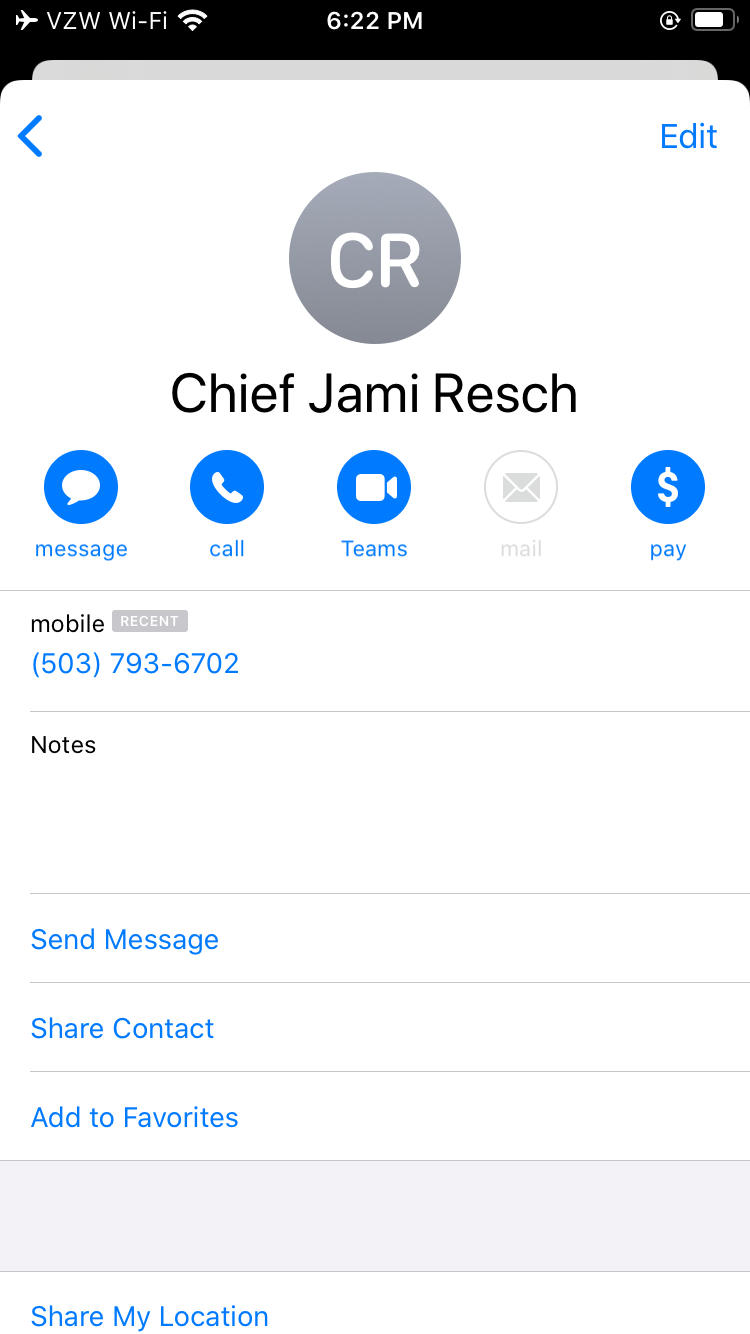 VZW Wi-Fi 6:22 PM
Edit
CR
Chief Jami Resch
message call Teams mail pay
mobile RECENT
(503) 793-6702
Notes
Send Message
Share Contact
Add to Favorites
Share My Location